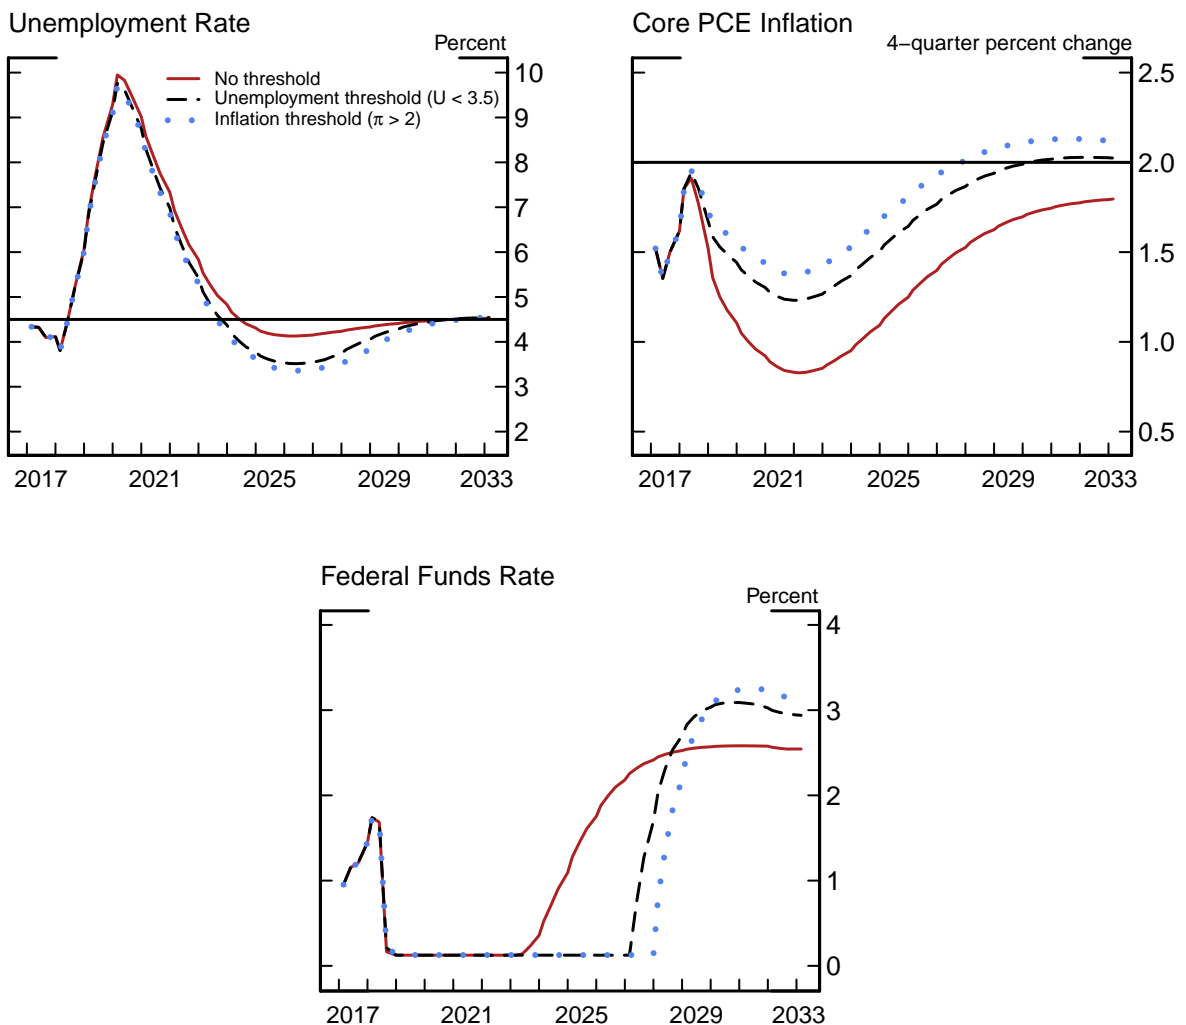 Unemployment Rate
Percent
No threshold
Unemployment threshold (U < 3.5)
Inflation threshold (π > 2)
10
9
8
7
6
5
4
3
2
2017 2021 2025 2029 2033
Core PCE Inflation
4−quarter percent change
2.5
2.0
1.5
1.0
0.5
2017 2021 2025 2029 2033
Federal Funds Rate
Percent
4
3
2
1
0
2017 2021 2025 2029 2033